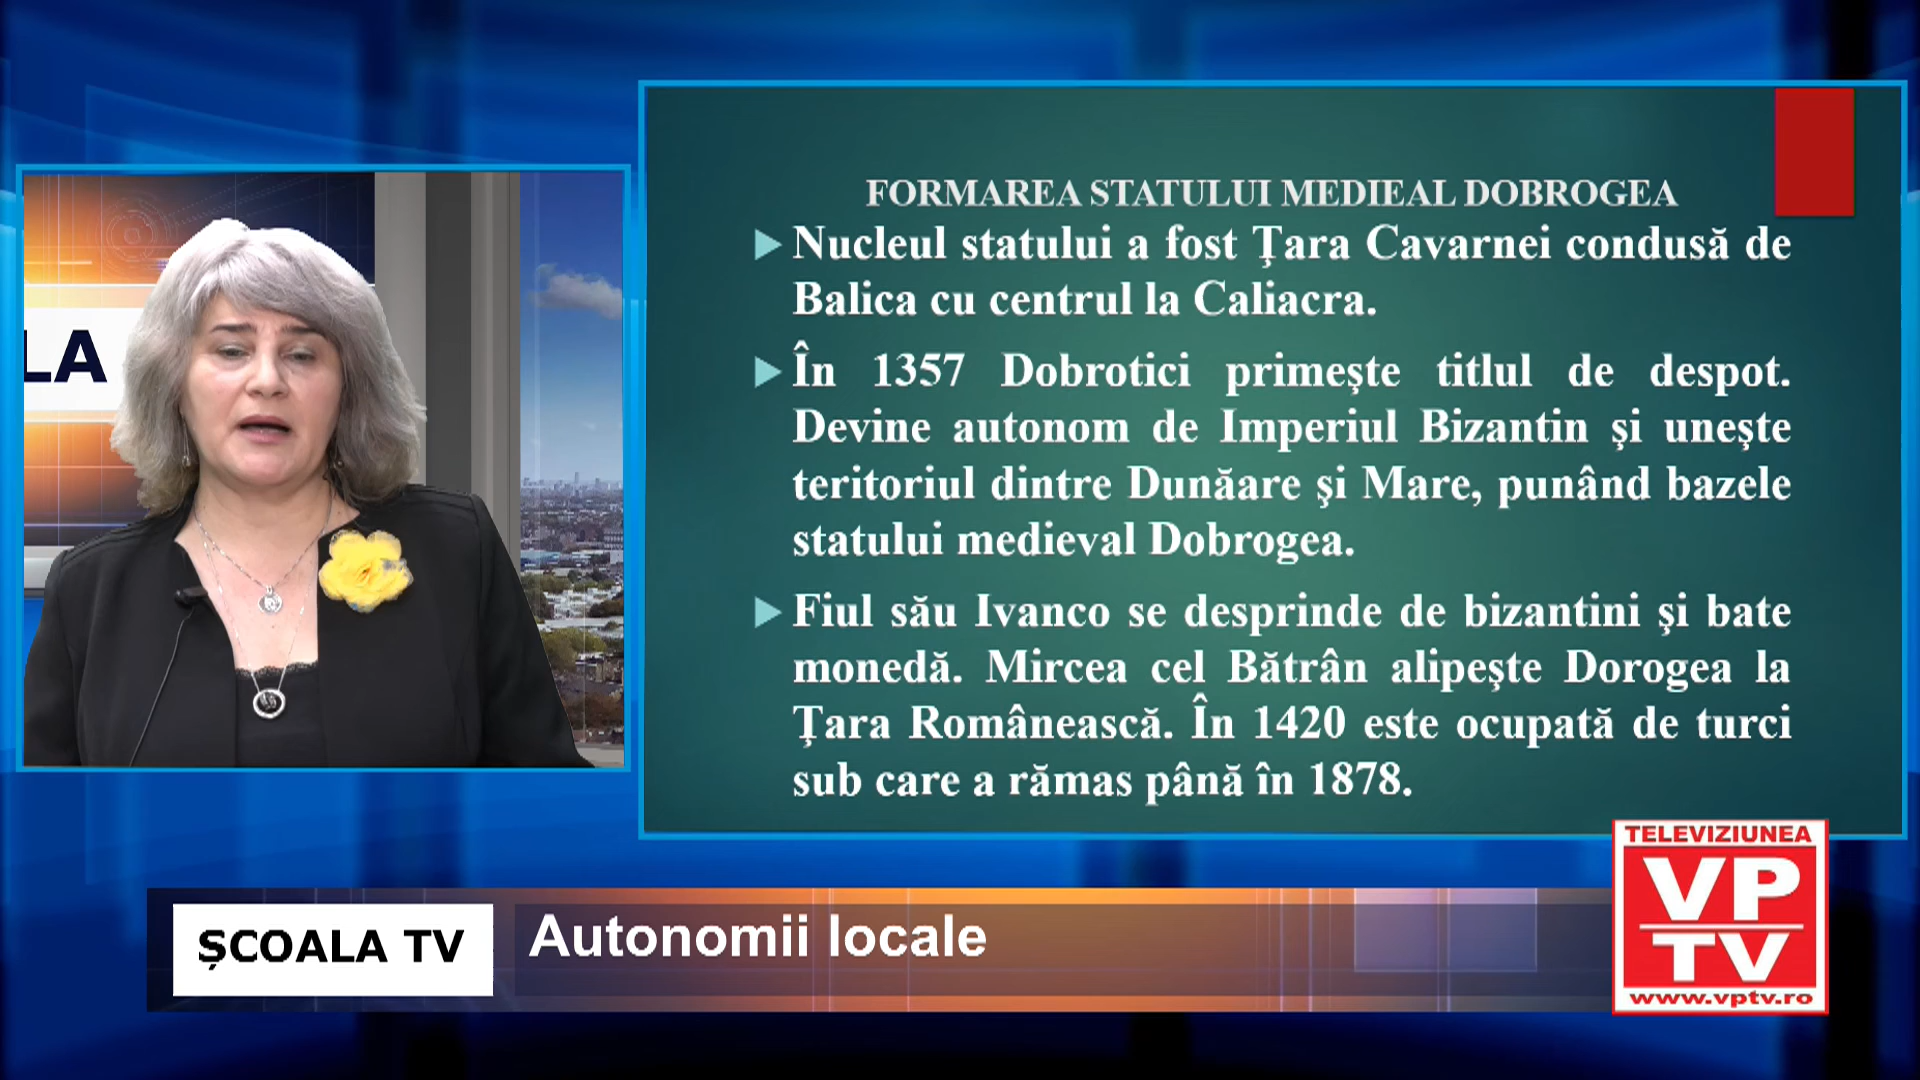 LA
FORMAREA STATULUI MEDIEAL DOBROGEA
Nucleul statului a fost Ţara Cavarnei condusă de
Balica cu centrul la Caliacra.
În 1357 Dobrotici primeşte titlul de despot.
Devine autonom de Imperiul Bizantin şi uneşte
teritoriul dintre Dunăare şi Mare, punând bazele
statului medieval Dobrogea.
Fiul său Ivanco se desprinde de bizantini şi bate
monedă. Mircea cel Bătrân alipeşte Dorogea la
Ţara Românească. În 1420 este ocupată de turci
sub care a rămas până în 1878.
ȘCOALA TV
Autonomii locale
TELEVIZIUNEA
VP
TV
www.vptv.ro